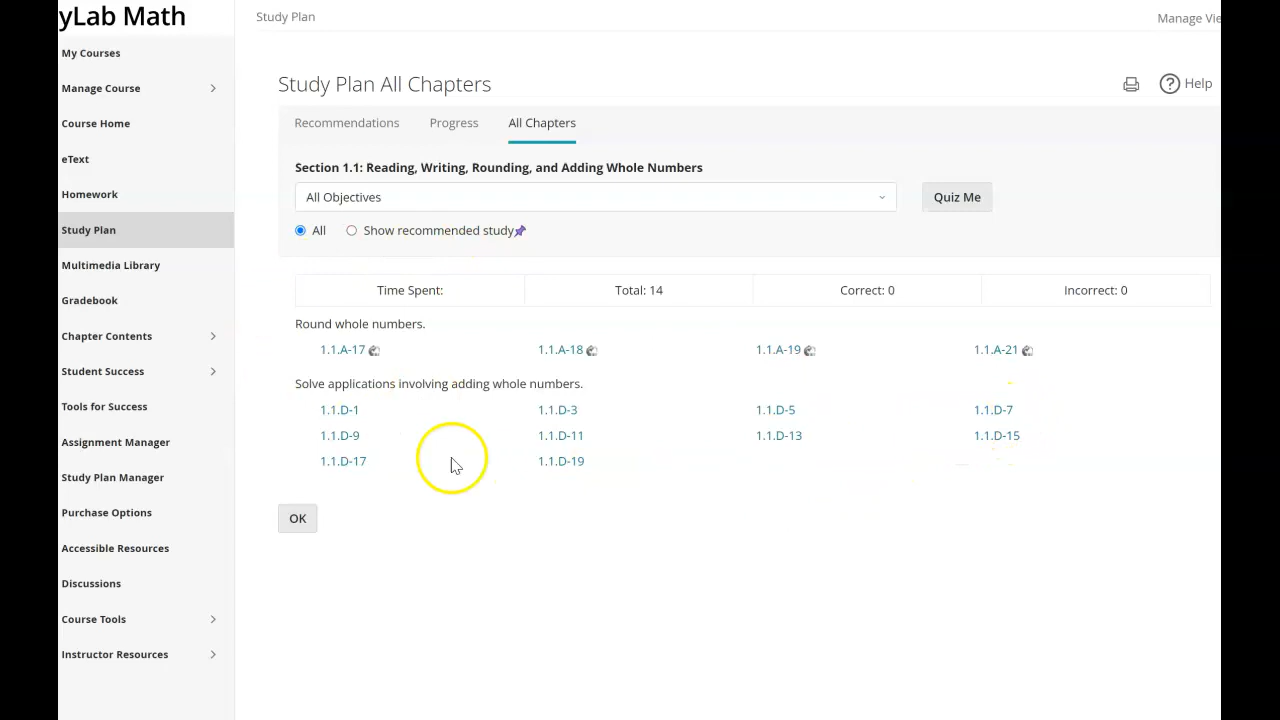 yLab Math
Study Plan
Manage Vie
My Courses
Manage Course
Course Home
eText
Homework
Study Plan
Multimedia Library
Gradebook
Chapter Contents
Student Success
Tools for Success
Assignment Manager
Study Plan Manager
Purchase Options
Accessible Resources
Discussions
Course Tools
Instructor Resources
Study Plan All Chapters
Help
Recommendations Progress All Chapters
Section 1.1: Reading, Writing, Rounding, and Adding Whole Numbers
All Objectives
Quiz Me
All Show recommended study
Time Spent: Total: 14 Correct: 0 Incorrect: 0
Round whole numbers.
1.1.A-17 1.1.A-18 1.1.A-19 1.1.A-21
Solve applications involving adding whole numbers.
1.1.D-1 1.1.D-3 1.1.D-5 1.1.D-7
1.1.D-9 1.1.D-11 1.1.D-13 1.1.D-15
1.1.D-17 1.1.D-19
OK